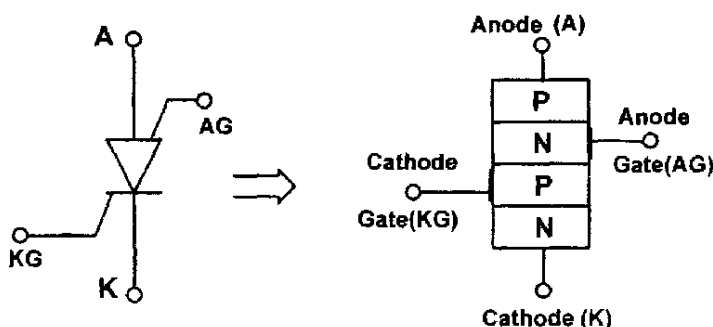 A
AG
KG
K
Anode (A)
P
N
P
N
Anode
Gate(AG)
Cathode
Gate(KG)
Cathode (K)